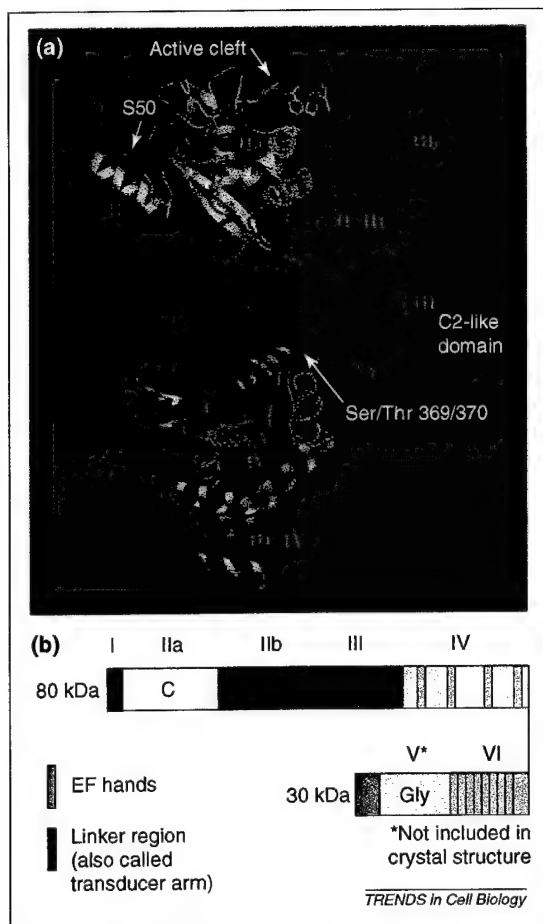 (a)
Active cleft
S50
C2-like
domain
Ser/Thr 369/370
(b)
I IIa IIb III IV
80 kDa C
V* VI
EF hands
30 kDa Gly
Linker region
(also called
transducer arm)
*Not included in
crystal structure
TRENDS in Cell Biology